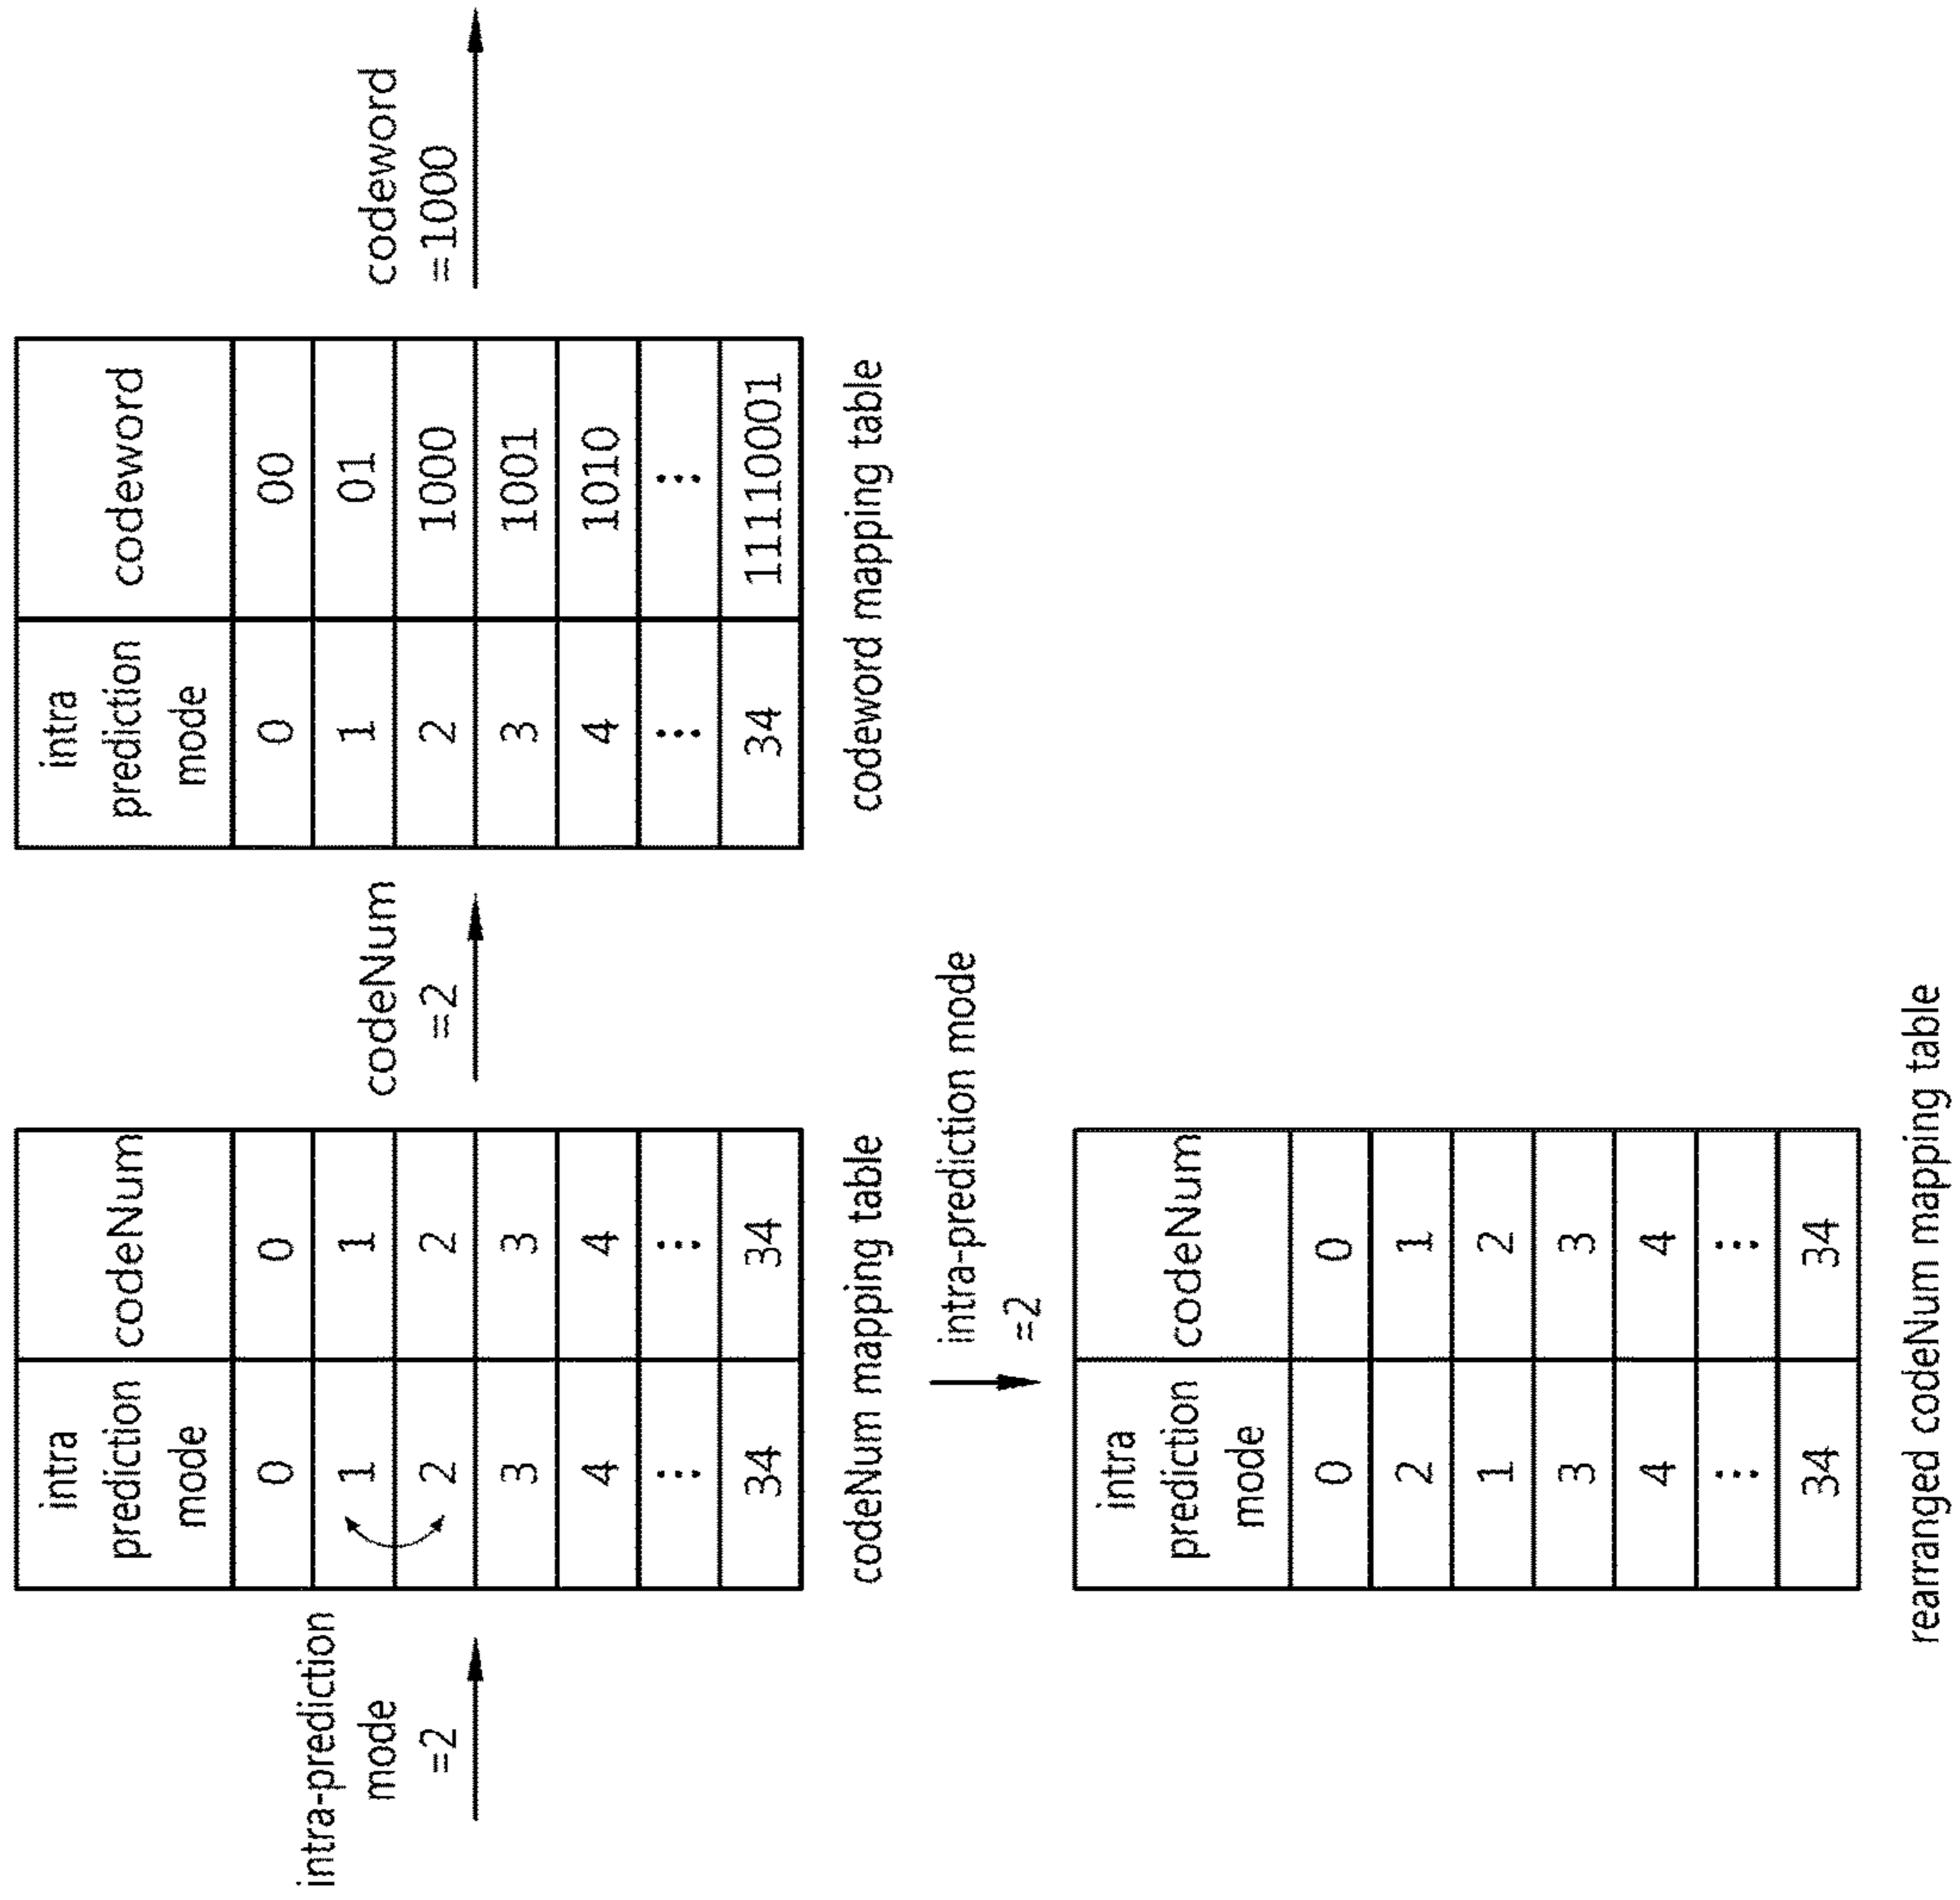 intra-prediction
mode
=2
intra
prediction
mode
codeNum
0 0
1 1
2 2
3 3
4 4
⋮ ⋮
34 34
codeNum mapping table
codeNum
=2
intra
prediction
mode
codeword
0 00
1 01
2 1000
3 1001
4 1010
⋮ ⋮
34 11110001
codeword mapping table
codeword
=1000
intra-prediction mode
=2
intra
prediction
mode
codeNum
0 0
2 1
1 2
3 3
4 4
⋮ ⋮
34 34
rearranged codeNum mapping table